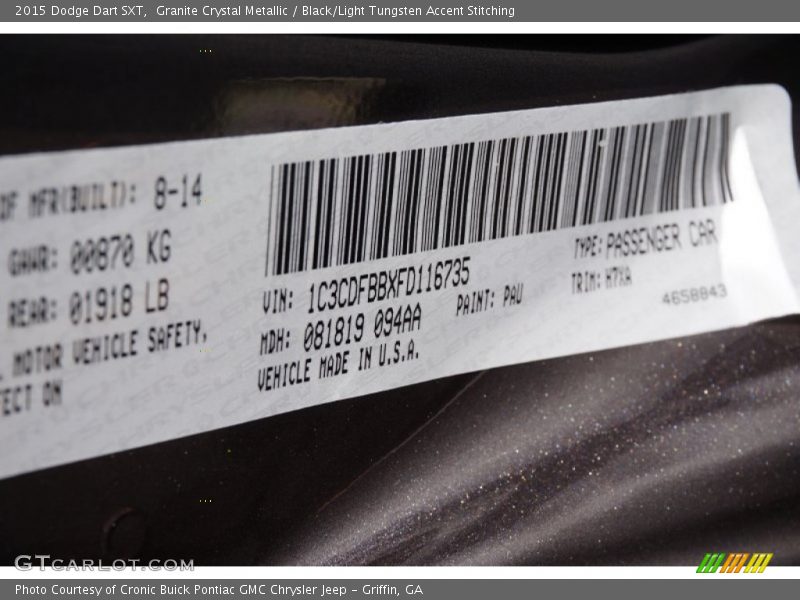 2015 Dodge Dart SXT, Granite Crystal Metallic / Black/Light Tungsten Accent Stitching
OF MFR(BUILT): 8-14
GAWR: 00870 KG
REAR: 01918 LB
MOTOR VEHICLE SAFETY,
ON
VIN: 1C3CDFBBXFD116735
MDH: 081819 094AA
VEHICLE MADE IN U.S.A.
PAINT: PAU
TYPE: PASSENGER CAR
TRIM:
4658843
GTCARLOT.COM
Photo Courtesy of Cronic Buick Pontiac GMC Chrysler Jeep - Griffin, GA